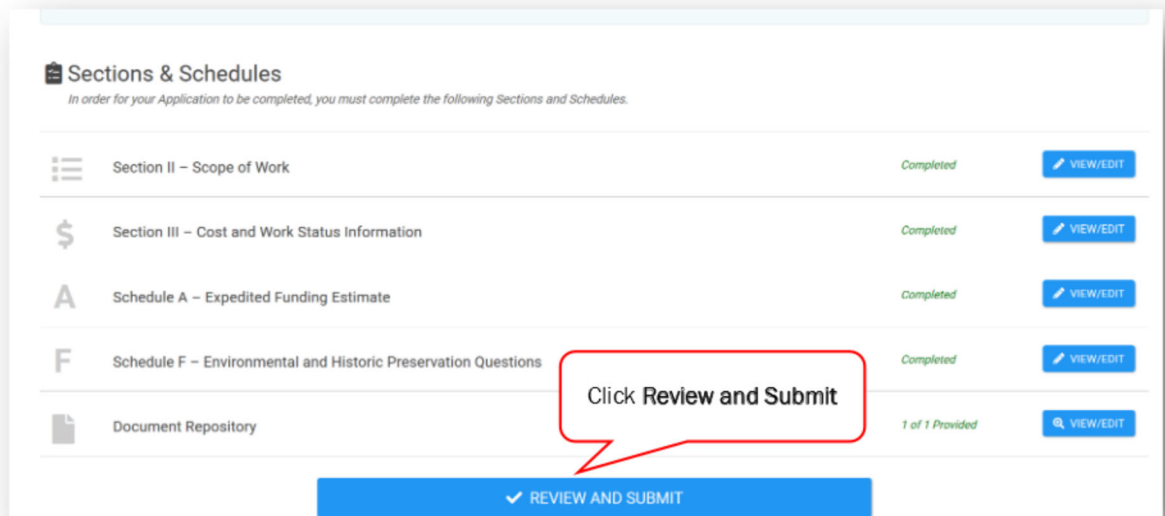 Sections & Schedules
In order for your Application to be completed, you must complete the following Sections and Schedules.
Section II – Scope of Work Completed VIEW/EDIT
$ Section III – Cost and Work Status Information Completed VIEW/EDIT
A Schedule A – Expedited Funding Estimate Completed VIEW/EDIT
F Schedule F – Environmental and Historic Preservation Questions Completed VIEW/EDIT
Click Review and Submit
Document Repository 1 of 1 Provided VIEW/EDIT
REVIEW AND SUBMIT